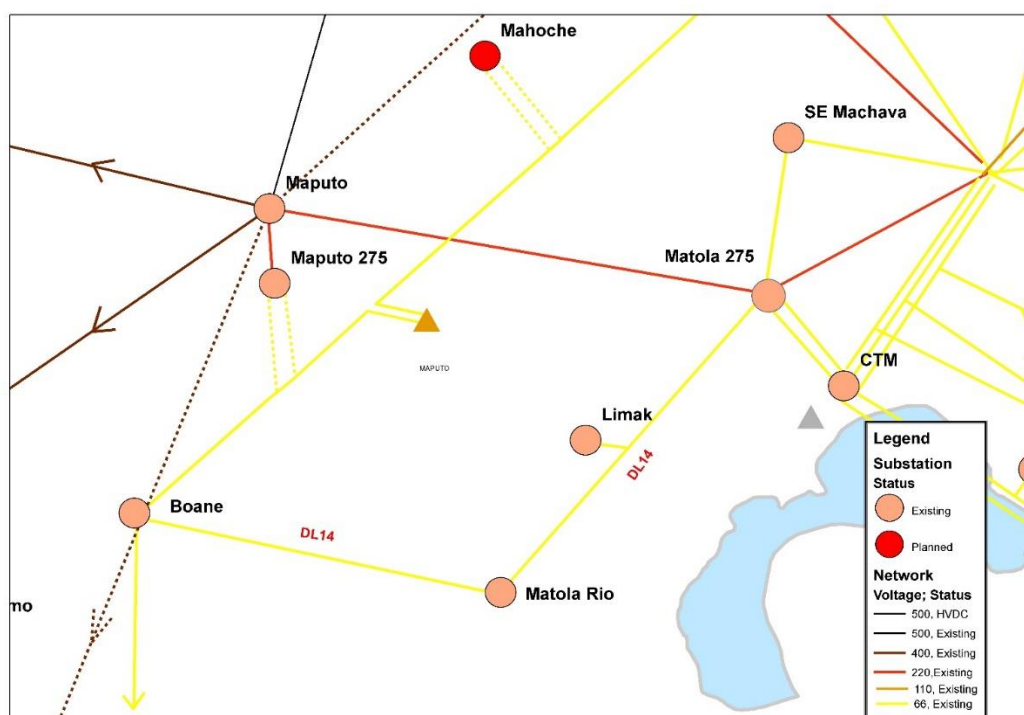 Mahoche
SE Machava
Maputo
Maputo 275
Matola 275
MAPUTO
CTM
Limak
DL14
Boane
DL14
Matola Rio
mo
Legend
Substation
Status
Existing
Planned
Network
Voltage; Status
500, HVDC
500, Existing
400, Existing
220,Existing
110, Existing
66, Existing